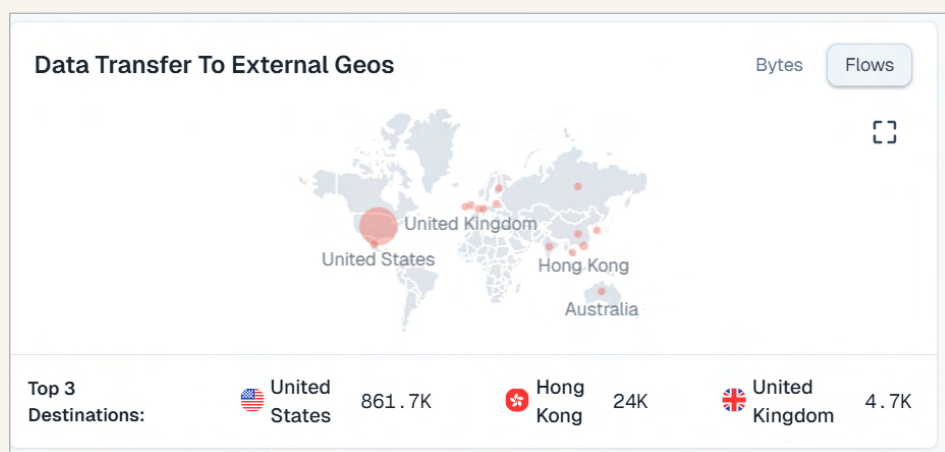 Data Transfer To External Geos
Bytes
Flows
United Kingdom
United States
Hong Kong
Australia
Top 3
Destinations:
United
States
861.7K
Hong
Kong
24K
United
Kingdom
4.7K